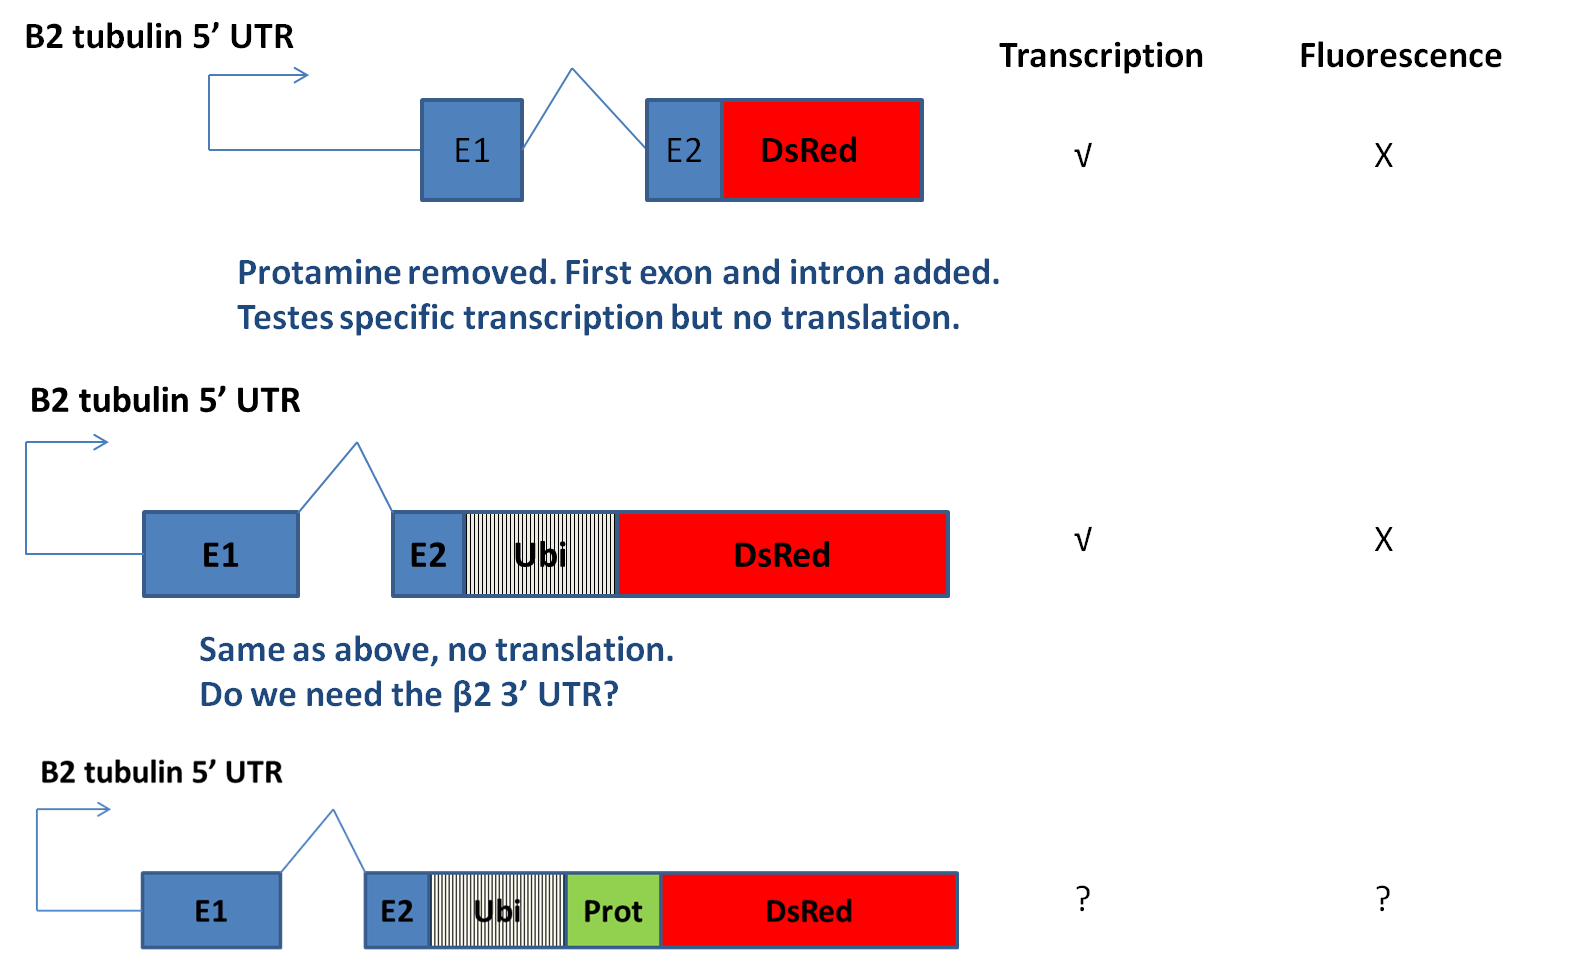 B2 tubulin 5’ UTR
Transcription Fluorescence
E1 E2 DsRed √ X
Protamine removed. First exon and intron added.
Testes specific transcription but no translation.
B2 tubulin 5’ UTR
E1 E2 Ubi DsRed √ X
Same as above, no translation.
Do we need the β2 3’ UTR?
B2 tubulin 5’ UTR
E1 E2 Ubi Prot DsRed ? ?